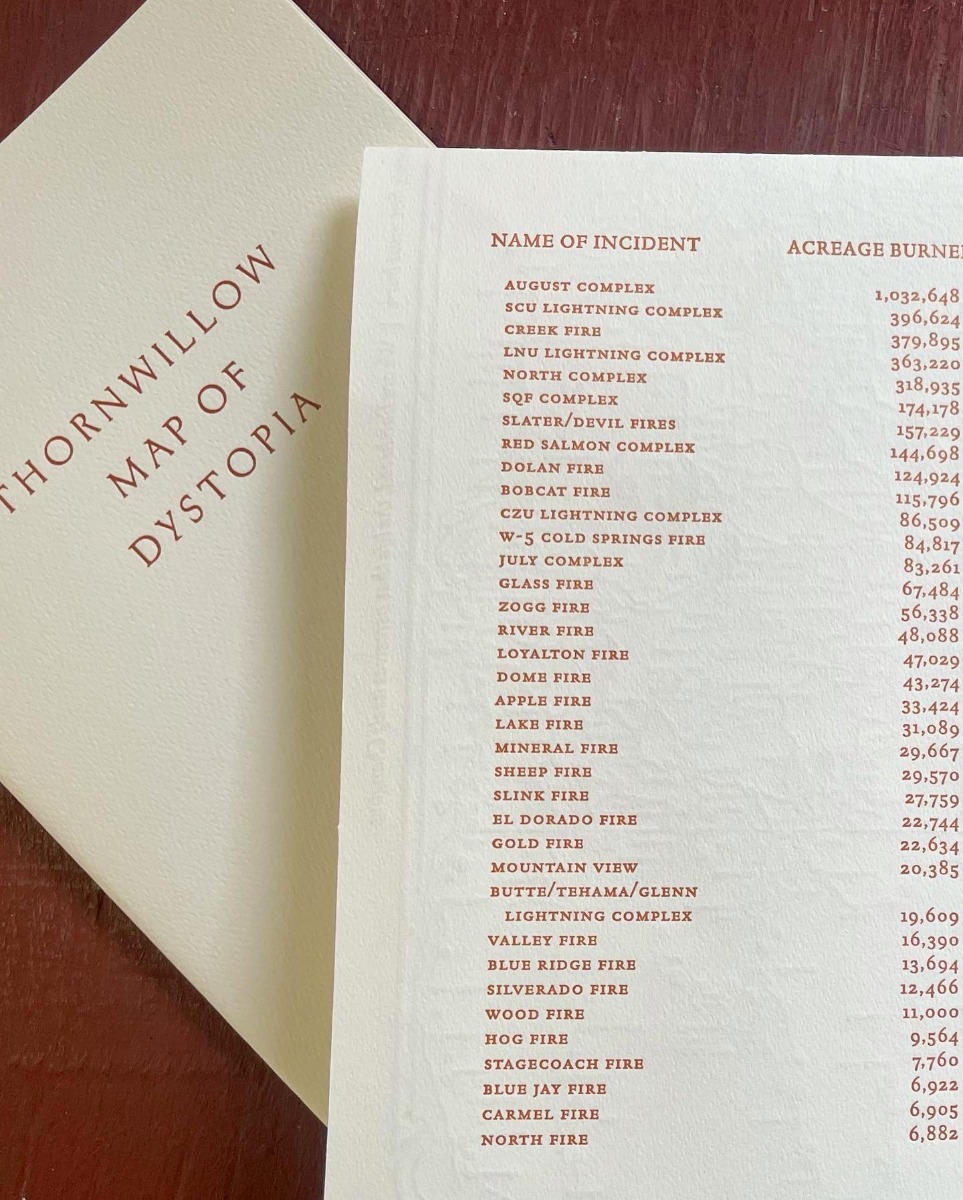 THORNWILLOW
MAP OF
DYSTOPIA
NAME OF INCIDENT ACREAGE BURNE
AUGUST COMPLEX 1,032,648
SCU LIGHTNING COMPLEX 396,624
CREEK FIRE 379,895
LNU LIGHTNING COMPLEX 363,220
NORTH COMPLEX 318,935
SQF COMPLEX 174,178
SLATER/DEVIL FIRES 157,229
RED SALMON COMPLEX 144,698
DOLAN FIRE 124,924
BOBCAT FIRE 115,796
CZU LIGHTNING COMPLEX 86,509
W-5 COLD SPRINGS FIRE 84,817
JULY COMPLEX 83,261
GLASS FIRE 67,484
ZOGG FIRE 56,338
RIVER FIRE 48,088
LOYALTON FIRE 47,029
DOME FIRE 43,274
APPLE FIRE 33,424
LAKE FIRE 31,089
MINERAL FIRE 29,667
SHEEP FIRE 29,570
SLINK FIRE 27,759
EL DORADO FIRE 22,744
GOLD FIRE 22,634
MOUNTAIN VIEW 20,385
BUTTE/TEHAMA/GLENN
LIGHTNING COMPLEX 19,609
VALLEY FIRE 16,390
BLUE RIDGE FIRE 13,694
SILVERADO FIRE 12,466
WOOD FIRE 11,000
HOG FIRE 9,564
STAGECOACH FIRE 7,760
BLUE JAY FIRE 6,922
CARMEL FIRE 6,905
NORTH FIRE 6,882